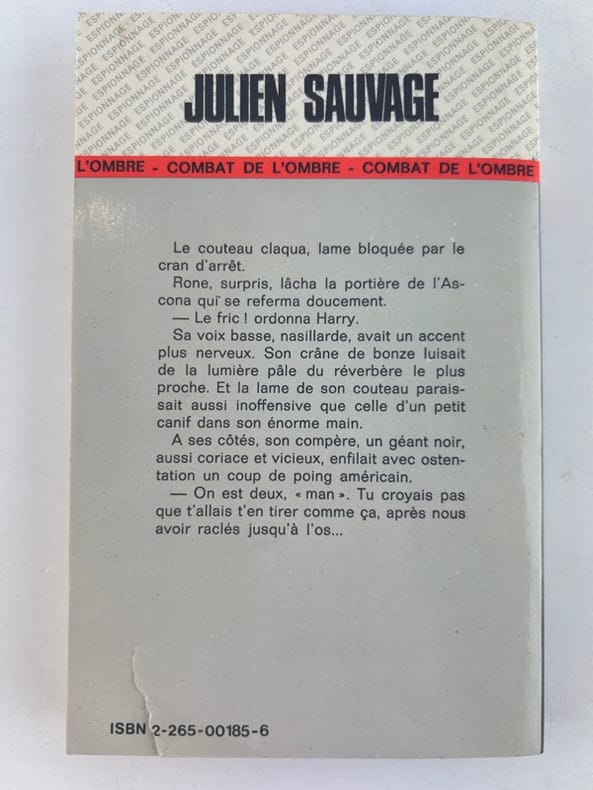 JULIEN SAUVAGE
L'OMBRE - COMBAT DE L'OMBRE - COMBAT DE L'OMBRE
Le couteau claqua, lame bloquée par le
cran d'arrêt.
Rone, surpris, lâcha la portière de l'As-
cona qui se referma doucement.
— Le fric ! ordonna Harry.
Sa voix basse, nasillarde, avait un accent
plus nerveux. Son crâne de bonze luisait
de la lumière pâle du réverbère le plus
proche. Et la lame de son couteau parais-
sait aussi inoffensive que celle d'un petit
canif dans son énorme main.
A ses côtés, son compère, un géant noir,
aussi coriace et vicieux, enfilait avec osten-
tation un coup de poing américain.
— On est deux, « man ». Tu croyais pas
que t'allais t'en tirer comme ça, après nous
avoir raclés jusqu'à l'os...
ISBN 2-265-00185-6